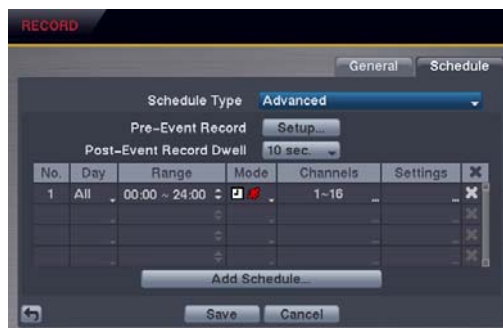 RECORD
General Schedule
Schedule Type Advanced
Pre-Event Record Setup...
Post-Event Record Dwell 10 sec.
No. Day Range Mode Channels Settings
1 All 00:00 ~ 24:00 1~16 ...
Add Schedule...
Save Cancel